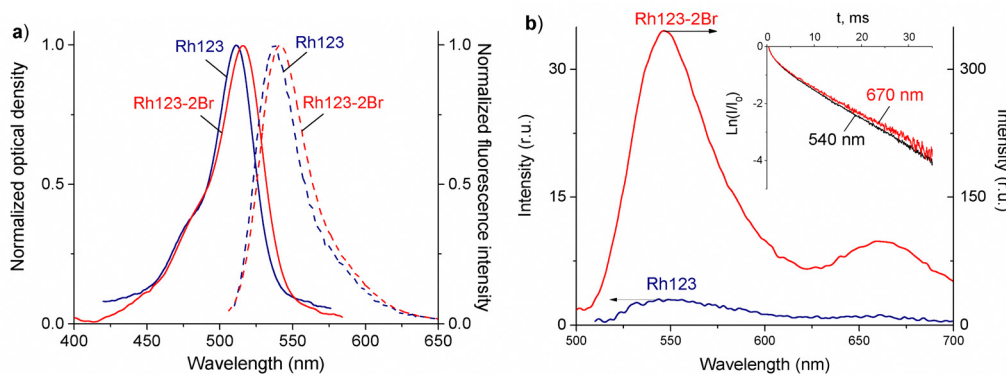 a)
Normalized optical density
1.0
0.5
0.0
Rh123
Rh123-2Br
Rh123
Rh123-2Br
1.0
0.5
0.0
Normalized fluorescence intensity
400 450 500 550 600 650
Wavelength (nm)
b)
Intensity (r.u.)
30
15
0
Rh123-2Br
Rh123
t, ms
0 10 20 30
Ln(I/I0)
0
-2
-4
670 nm
540 nm
300
150
0
Intensity (r.u.)
500 550 600 650 700
Wavelength (nm)